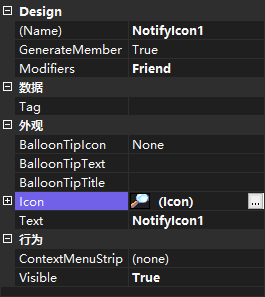 Design
(Name) NotifyIcon1
GenerateMember True
Modifiers Friend
数据
Tag
外观
BalloonTipIcon None
BalloonTipText
BalloonTipTitle
Icon (Icon) ...
Text NotifyIcon1
行为
ContextMenuStrip (none)
Visible True